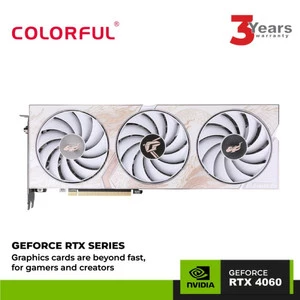 COLORFUL®
3 Years
warranty
GEFORCE RTX SERIES
Graphics cards are beyond fast,
for gamers and creators
NVIDIA
GEFORCE
RTX 4060